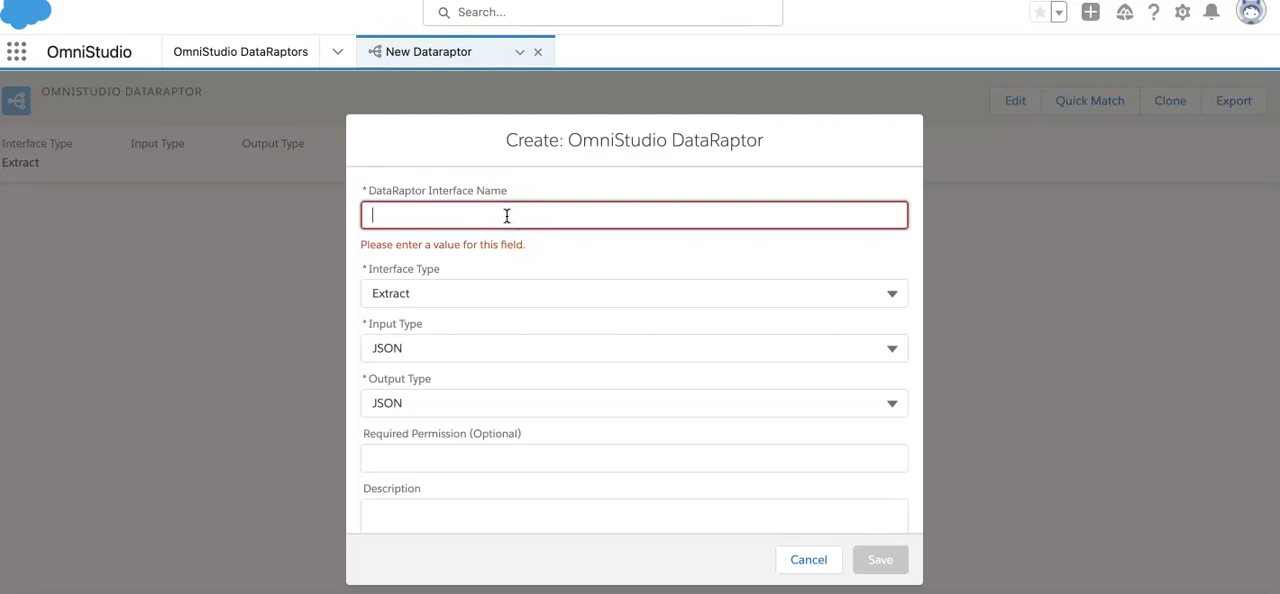 Search...
OmniStudio
OmniStudio DataRaptors
New Dataraptor
OMNISTUDIO DATARAPTOR
Edit
Quick Match
Clone
Export
Interface Type
Input Type
Output Type
Extract
Create: OmniStudio DataRaptor
* DataRaptor Interface Name
Please enter a value for this field.
* Interface Type
Extract
* Input Type
JSON
* Output Type
JSON
Required Permission (Optional)
Description
Cancel
Save